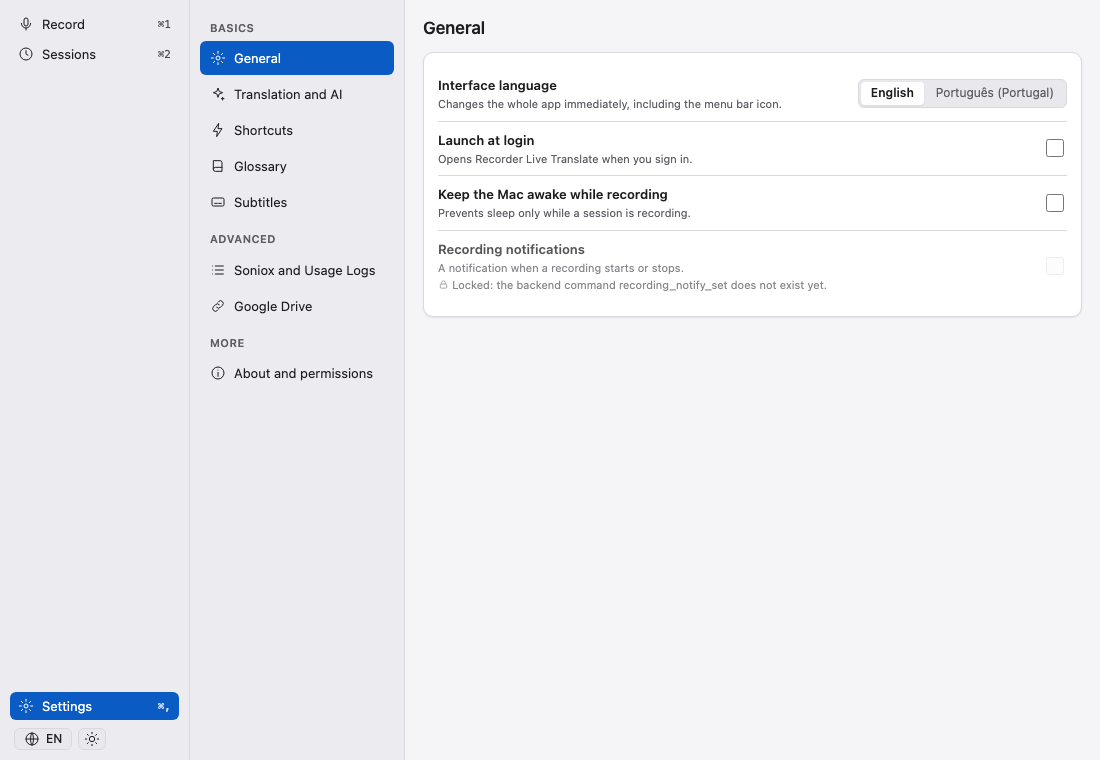 Record ⌘1
Sessions ⌘2
Settings ⌘,
EN
BASICS
General
Translation and AI
Shortcuts
Glossary
Subtitles
ADVANCED
Soniox and Usage Logs
Google Drive
MORE
About and permissions
General
Interface language
Changes the whole app immediately, including the menu bar icon.
English Português (Portugal)
Launch at login
Opens Recorder Live Translate when you sign in.
Keep the Mac awake while recording
Prevents sleep only while a session is recording.
Recording notifications
A notification when a recording starts or stops.
Locked: the backend command recording_notify_set does not exist yet.